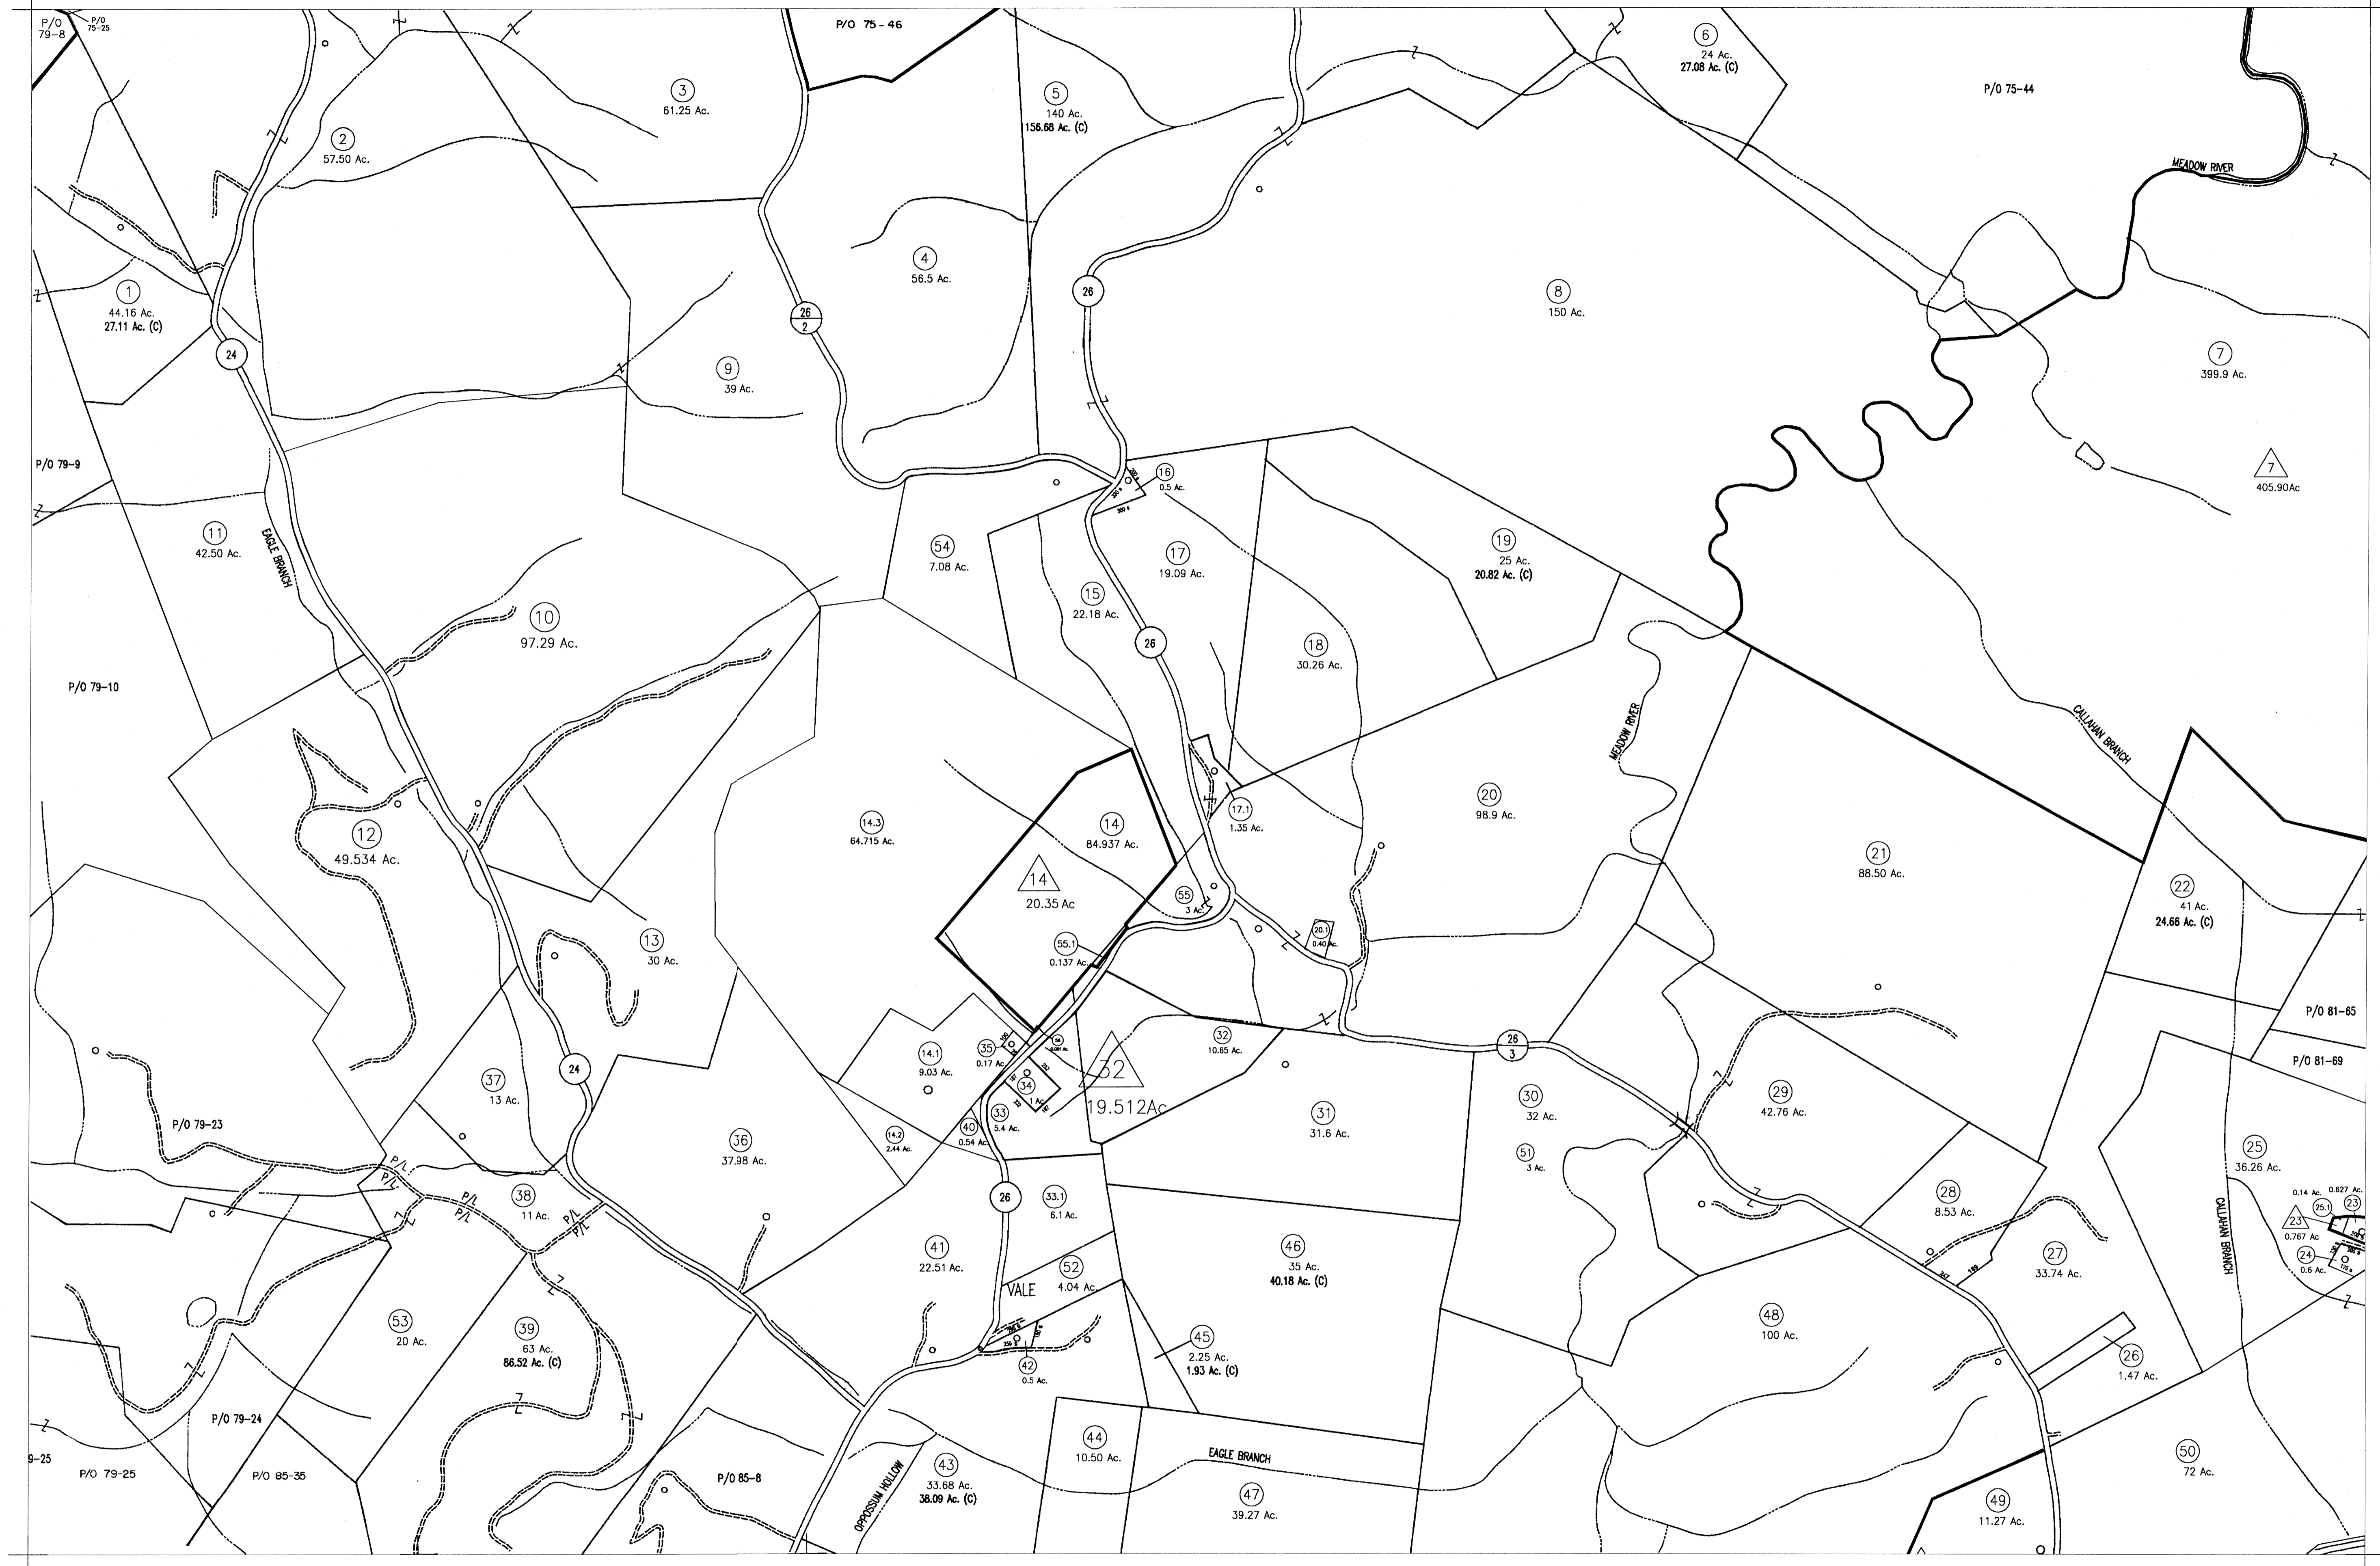 P/O
79-8
P/O
75-25
P/O 75-46
6
24 Ac.
27.08 Ac. (C)
P/O 75-44
3
61.25 Ac.
5
140 Ac.
156.68 Ac. (C)
2
57.50 Ac.
MEADOW RIVER
4
56.5 Ac.
1
44.16 Ac.
27.11 Ac. (C)
26
8
150 Ac.
26
2
24
7
399.9 Ac.
9
39 Ac.
P/O 79-9
7
405.90Ac
16
0.5 Ac.
300 s
11
42.50 Ac.
EAGLE BRANCH
54
7.08 Ac.
17
19.09 Ac.
19
25 Ac.
20.82 Ac. (C)
15
22.18 Ac.
10
97.29 Ac.
26
18
30.26 Ac.
P/O 79-10
MEADOW RIVER
CALLAHAN BRANCH
20
98.9 Ac.
17.1
1.35 Ac.
14.3
64.715 Ac.
14
84.937 Ac.
12
49.534 Ac.
21
88.50 Ac.
14
20.35 Ac
55
3 Ac.
22
41 Ac.
24.66 Ac. (C)
20.1
0.40 Ac.
13
30 Ac.
55.1
0.137 Ac.
P/O 81-65
32
10.65 Ac.
26
3
35
0.17 Ac.
14.1
9.03 Ac.
P/O 81-69
24
32
19.512Ac
37
13 Ac.
34
1 Ac.
29
42.76 Ac.
30
32 Ac.
33
5.4 Ac.
31
31.6 Ac.
P/O 79-23
40
0.54 Ac.
14.2
2.44 Ac.
36
37.98 Ac.
51
3 Ac.
25
36.26 Ac.
P/L
P/L
38
11 Ac.
P/L
P/L
P/L
P/L
26
33.1
6.1 Ac.
28
8.53 Ac.
CALLAHAN BRANCH
0.14 Ac.
0.627 Ac.
25.1
23
23
0.767 Ac
24
0.6 Ac.
41
22.51 Ac.
46
35 Ac.
40.18 Ac. (C)
27
33.74 Ac.
52
4.04 Ac.
VALE
247
189
53
20 Ac.
39
63 Ac.
86.52 Ac. (C)
48
100 Ac.
45
2.25 Ac.
1.93 Ac. (C)
42
0.5 Ac.
26
1.47 Ac.
P/O 79-24
44
10.50 Ac.
EAGLE BRANCH
50
72 Ac.
9-25
P/O 79-25
P/O 85-35
P/O 85-8
OPPOSSUM HOLLOW
43
33.68 Ac.
38.09 Ac. (C)
47
39.27 Ac.
49
11.27 Ac.